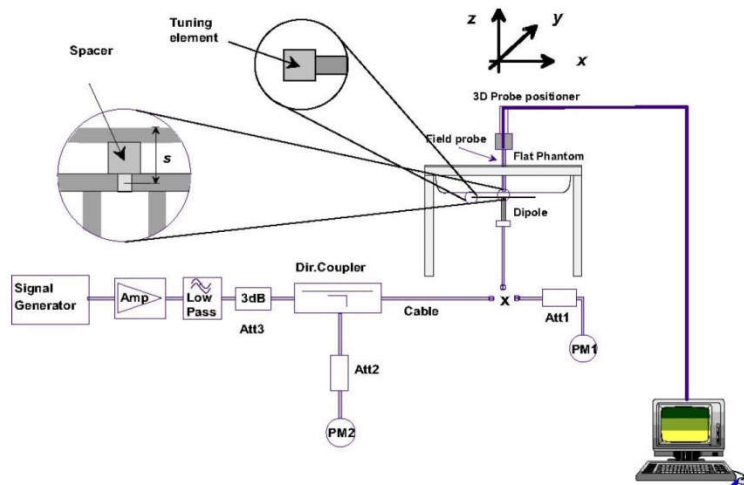 Tuning
element
Spacer
s
z
y
x
3D Probe positioner
Field probe
Flat Phantom
Dipole
Signal
Generator
Amp
Low
Pass
3dB
Att3
Dir.Coupler
Cable
x
Att1
PM1
Att2
PM2